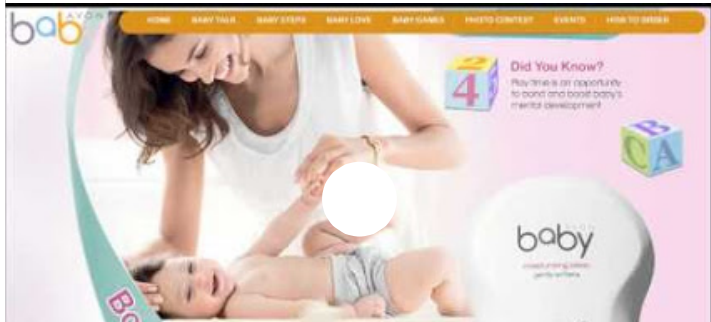 AVON
bab
HOME BABY TALK BABY STEPS BABY LOVE BABY GAMES PHOTO CONTEST EVENTS HOW TO ORDER
2
4
Did You Know?
Play time is an opportunity
to bond and boost baby's
mental development
B
C A
baby
Bo